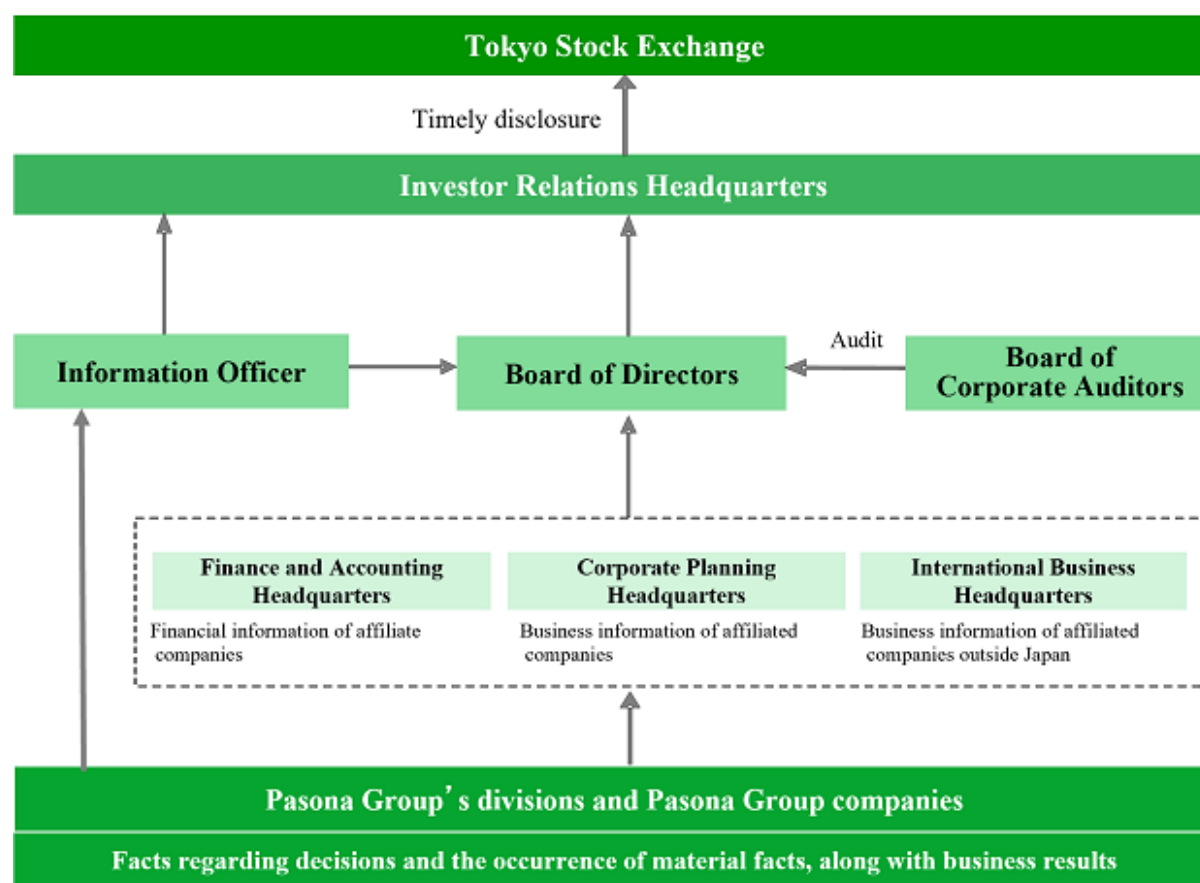 Tokyo Stock Exchange
Timely disclosure
Investor Relations Headquarters
Information Officer
Board of Directors
Audit
Board of
Corporate Auditors
Finance and Accounting
Headquarters
Financial information of affiliate
companies
Corporate Planning
Headquarters
Business information of affiliated
companies
International Business
Headquarters
Business information of affiliated
companies outside Japan
Pasona Group’s divisions and Pasona Group companies
Facts regarding decisions and the occurrence of material facts, along with business results